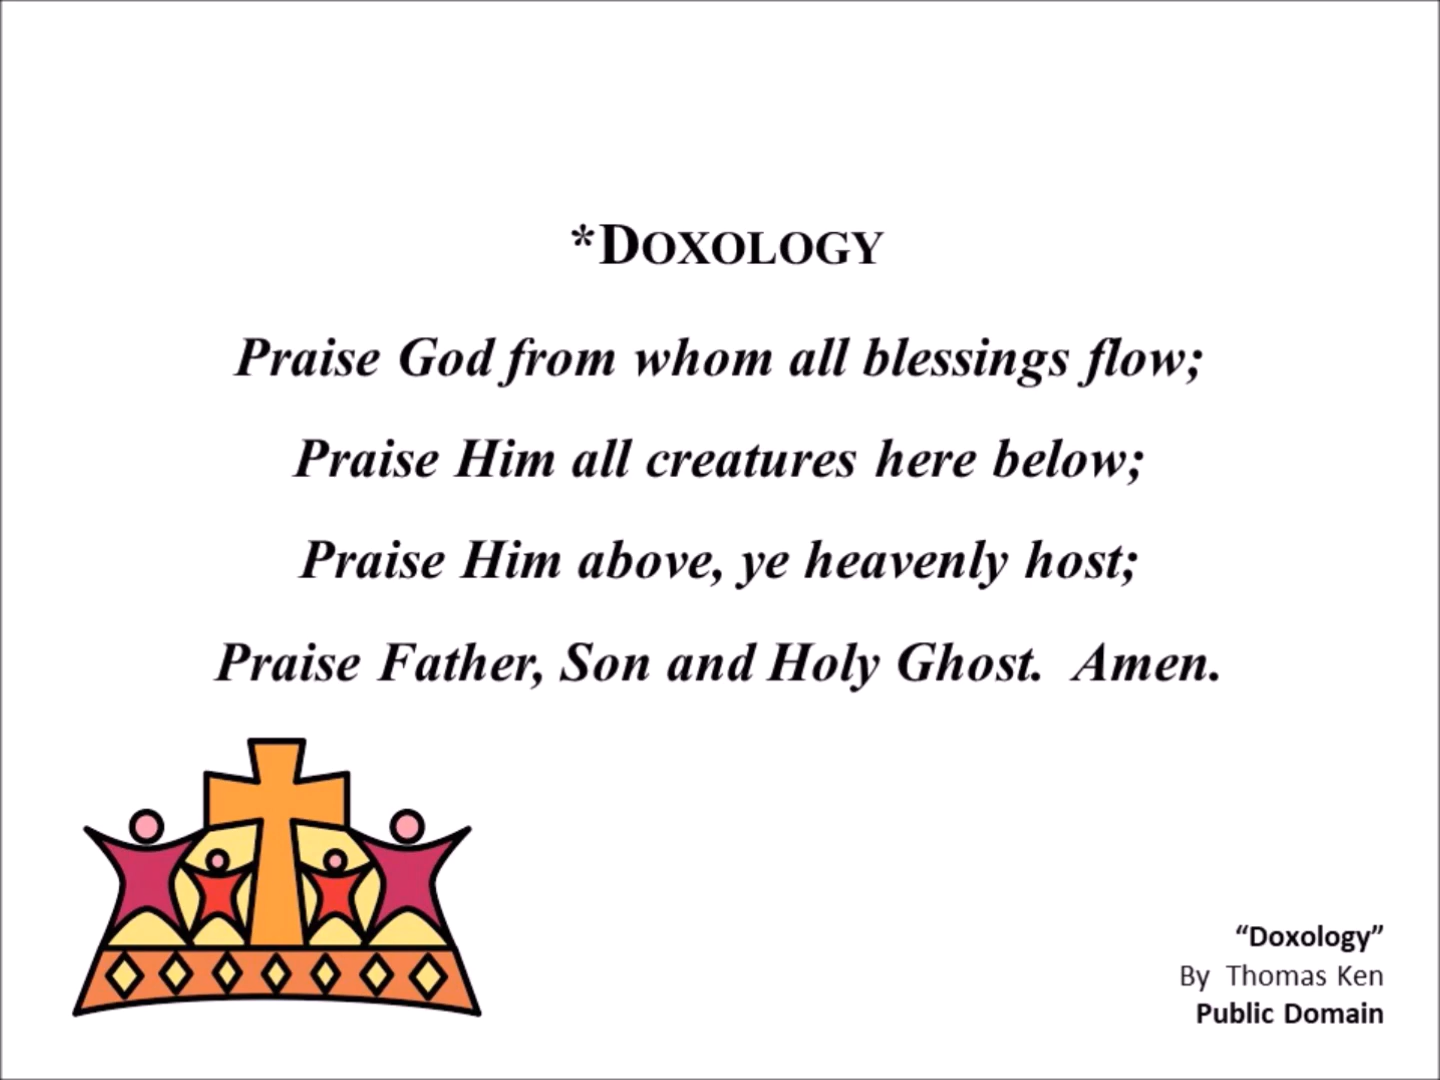 *DOXOLOGY
Praise God from whom all blessings flow;
Praise Him all creatures here below;
Praise Him above, ye heavenly host;
Praise Father, Son and Holy Ghost.  Amen.
“Doxology”
By  Thomas Ken
Public Domain